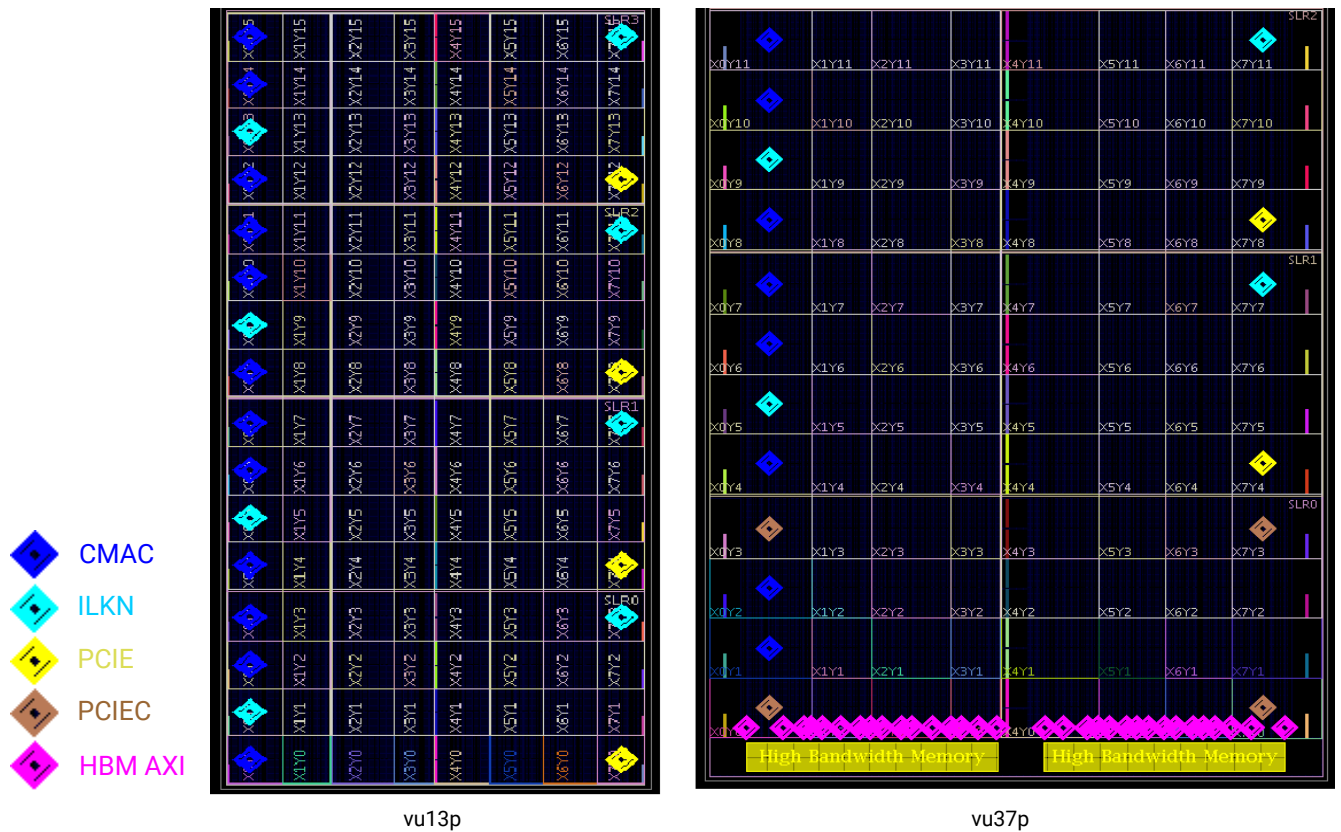 SLR3
X1Y15 X2Y15 X3Y15 X4Y15 X5Y15 X6Y15
X1Y14 X2Y14 X3Y14 X4Y14 X5Y14 X6Y14 X7Y14
X1Y13 X2Y13 X3Y13 X4Y13 X5Y13 X6Y13 X7Y13
X1Y12 X2Y12 X3Y12 X4Y12 X5Y12 X6Y12
SLR2
X1Y11 X2Y11 X3Y11 X4Y11 X5Y11 X6Y11
X1Y10 X2Y10 X3Y10 X4Y10 X5Y10 X6Y10 X7Y10
X1Y9 X2Y9 X3Y9 X4Y9 X5Y9 X6Y9 X7Y9
X1Y8 X2Y8 X3Y8 X4Y8 X5Y8 X6Y8
SLR1
X1Y7 X2Y7 X3Y7 X4Y7 X5Y7 X6Y7
X1Y6 X2Y6 X3Y6 X4Y6 X5Y6 X6Y6 X7Y6
X1Y5 X2Y5 X3Y5 X4Y5 X5Y5 X6Y5 X7Y5
X1Y4 X2Y4 X3Y4 X4Y4 X5Y4 X6Y4
SLR0
X1Y3 X2Y3 X3Y3 X4Y3 X5Y3 X6Y3
X1Y2 X2Y2 X3Y2 X4Y2 X5Y2 X6Y2 X7Y2
X1Y1 X2Y1 X3Y1 X4Y1 X5Y1 X6Y1 X7Y1
X1Y0 X2Y0 X3Y0 X4Y0 X5Y0 X6Y0
SLR2
X0Y11 X1Y11 X2Y11 X3Y11 X4Y11 X5Y11 X6Y11 X7Y11
X0Y10 X1Y10 X2Y10 X3Y10 X4Y10 X5Y10 X6Y10 X7Y10
X0Y9 X1Y9 X2Y9 X3Y9 X4Y9 X5Y9 X6Y9 X7Y9
X0Y8 X1Y8 X2Y8 X3Y8 X4Y8 X5Y8 X6Y8 X7Y8
SLR1
X0Y7 X1Y7 X2Y7 X3Y7 X4Y7 X5Y7 X6Y7 X7Y7
X0Y6 X1Y6 X2Y6 X3Y6 X4Y6 X5Y6 X6Y6 X7Y6
X0Y5 X1Y5 X2Y5 X3Y5 X4Y5 X5Y5 X6Y5 X7Y5
X0Y4 X1Y4 X2Y4 X3Y4 X4Y4 X5Y4 X6Y4 X7Y4
SLR0
X0Y3 X1Y3 X2Y3 X3Y3 X4Y3 X5Y3 X6Y3 X7Y3
X0Y2 X1Y2 X2Y2 X3Y2 X4Y2 X5Y2 X6Y2 X7Y2
X0Y1 X1Y1 X2Y1 X3Y1 X4Y1 X5Y1 X6Y1 X7Y1
X4Y0
High Bandwidth Memory High Bandwidth Memory
CMAC
ILKN
PCIE
PCIEC
HBM AXI
vu13p
vu37p